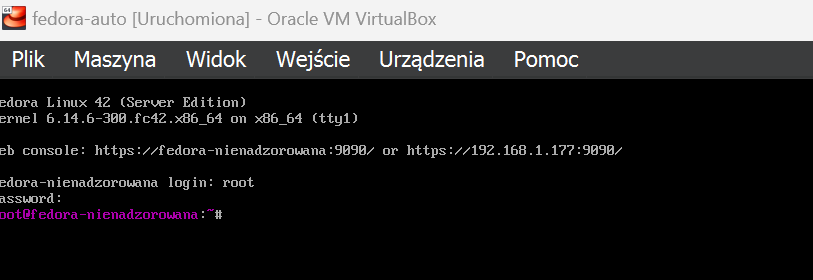 64
fedora-auto [Uruchomiona] - Oracle VM VirtualBox
Plik Maszyna Widok Wejście Urządzenia Pomoc
edora Linux 42 (Server Edition)
ernel 6.14.6-300.fc42.x86_64 on x86_64 (tty1)
eb console: https://fedora-nienadzorowana:9090/ or https://192.168.1.177:9090/
edora-nienadzorowana login: root
assword:
oot@fedora-nienadzorowana:~#